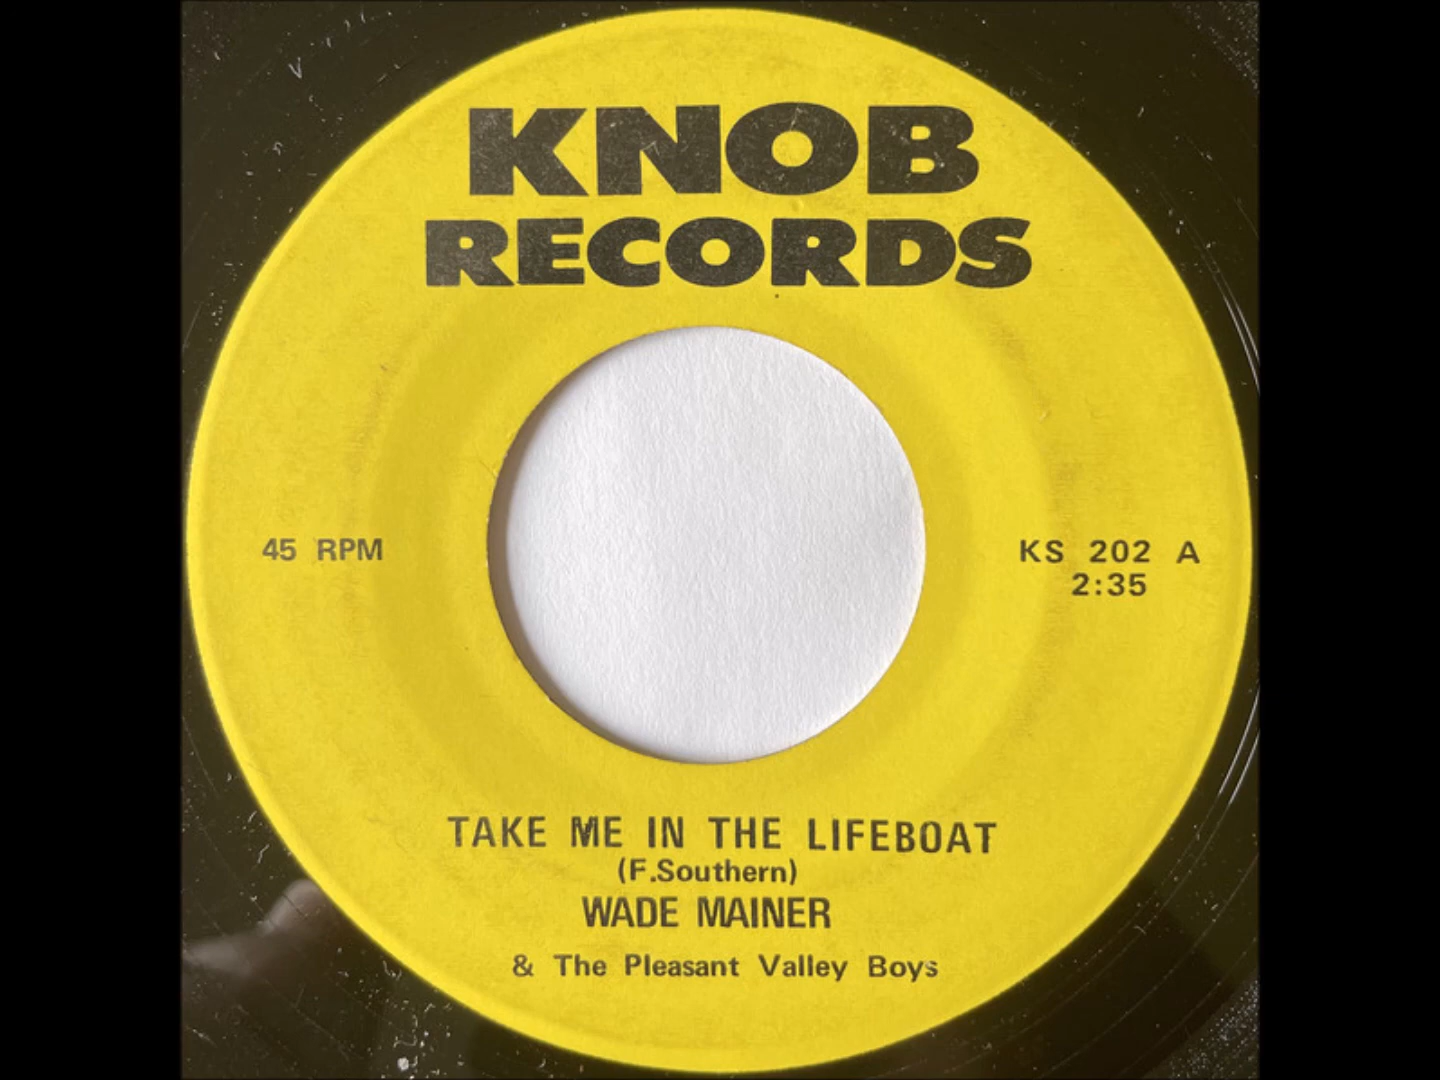 KNOB
RECORDS
45 RPM
KS 202 A
2:35
TAKE ME IN THE LIFEBOAT
(F.Southern)
WADE MAINER
& The Pleasant Valley Boys